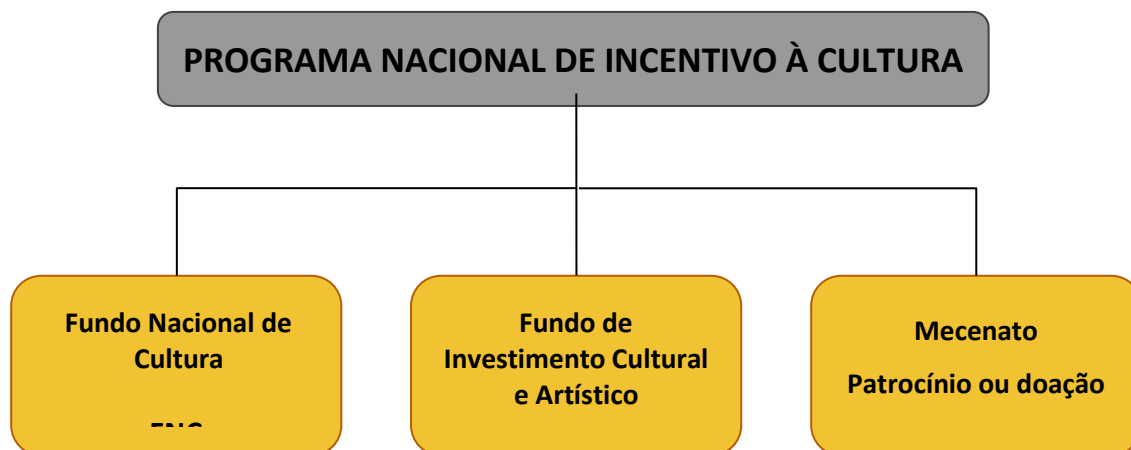 PROGRAMA NACIONAL DE INCENTIVO À CULTURA
Fundo Nacional de
Cultura
Fundo de
Investimento Cultural
e Artístico
Mecenato
Patrocínio ou doação